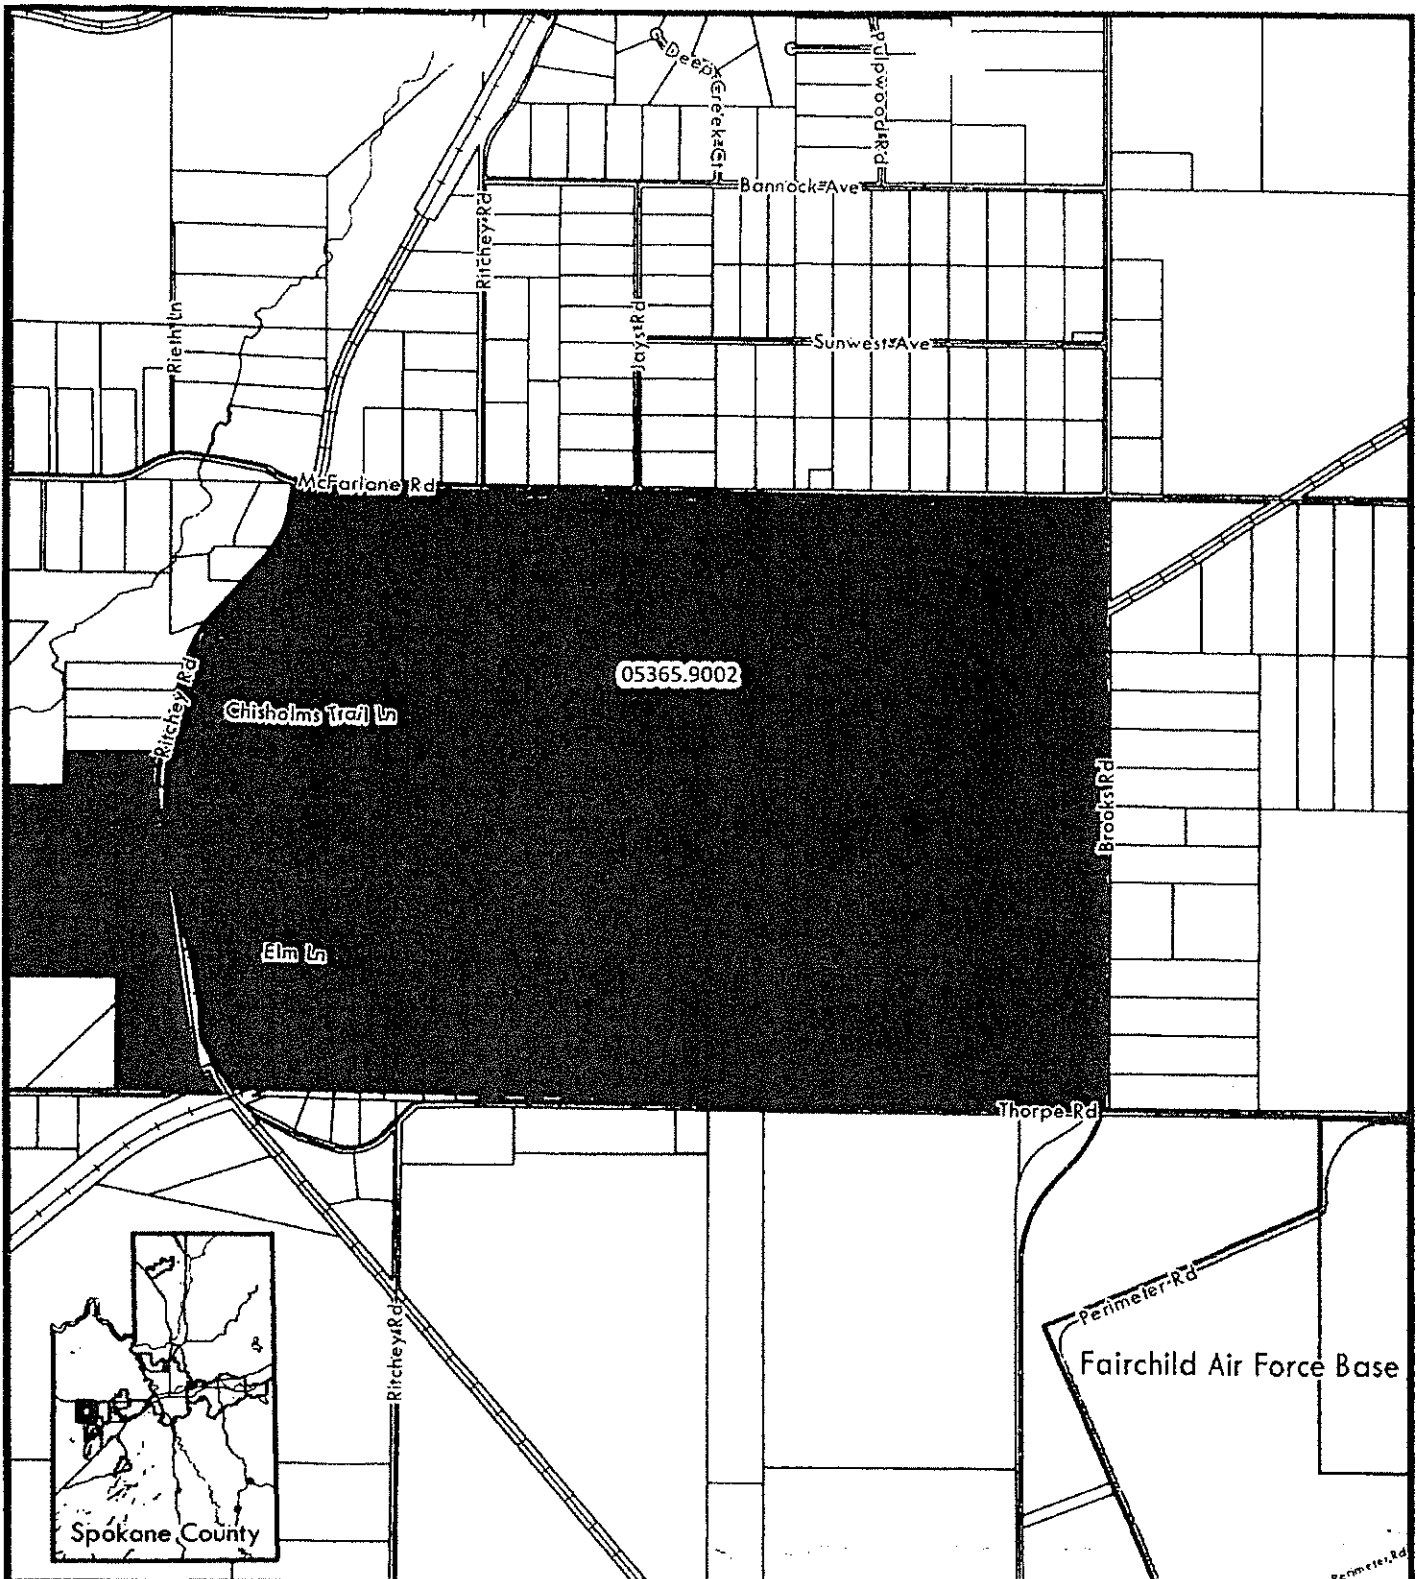 Deep Creek Ct
Pulpwood Rd
Bannock Ave
Ritchey Rd
Rieth Ln
Jays Rd
Sunwest Ave
McFarlane Rd
05365.9002
Ritchey Rd
Chisholms Trail Ln
Brooks Rd
Elm Ln
Thorpe Rd
Perimeter Rd
Ritchey Rd
Fairchild Air Force Base
Spokane County
Perimeter Rd